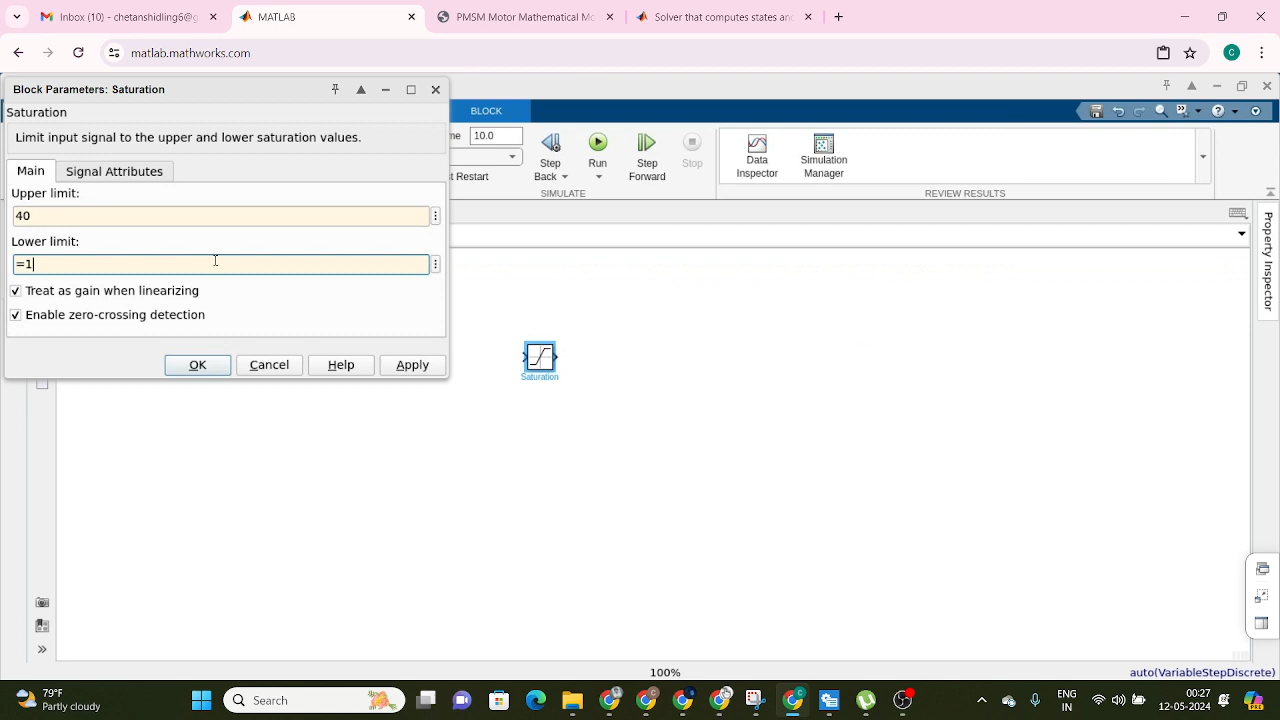 Inbox (10) - chetanshidling@g
MATLAB
PMSM Motor Mathematical Mo
Solver that computes states and
matlab.mathworks.com
C
Block Parameters: Saturation
Saturation
Limit input signal to the upper and lower saturation values.
Main
Signal Attributes
Upper limit:
40
Lower limit:
=1
Treat as gain when linearizing
Enable zero-crossing detection
OK
Cancel
Help
Apply
BLOCK
me
10.0
t Restart
Step
Back
Run
Step
Forward
Stop
SIMULATE
Data
Inspector
Simulation
Manager
REVIEW RESULTS
Property Inspector
Saturation
100%
auto(VariableStepDiscrete)
79°F
Partly cloudy
Search
ENG
IN
00:27
12-05-2024